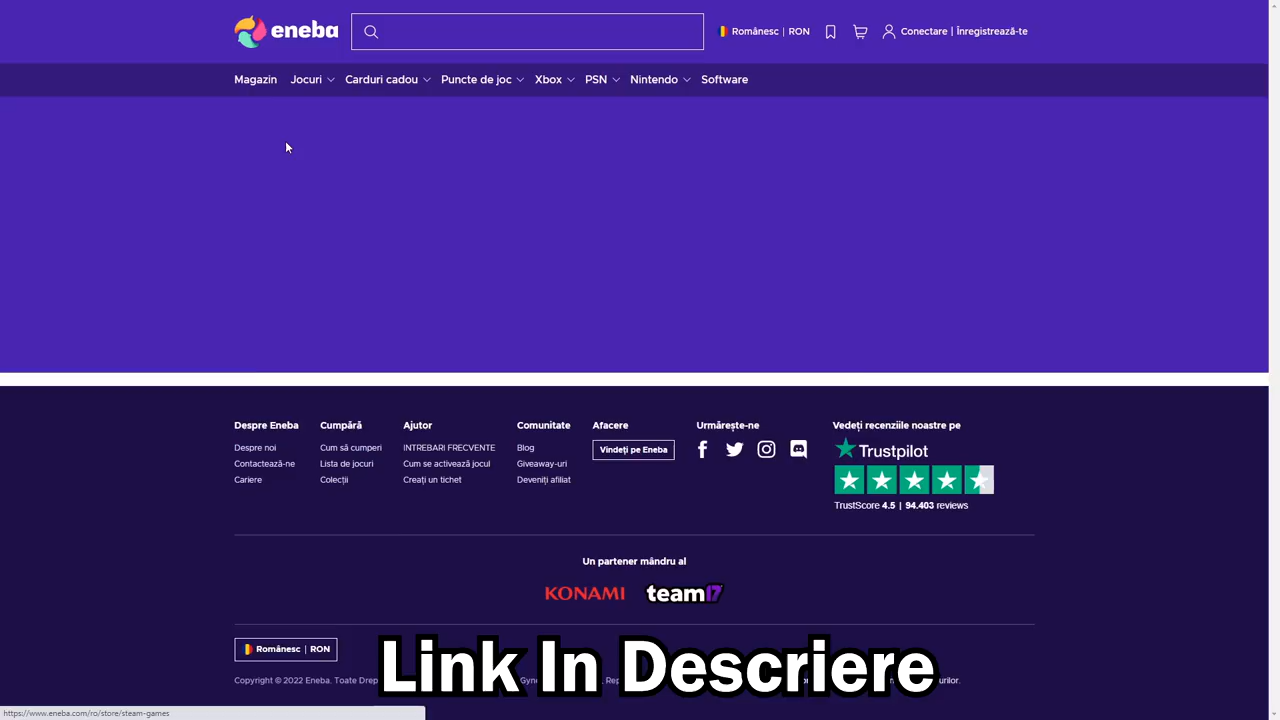 eneba
Românesc | RON
Conectare | Înregistrează-te
Magazin Jocuri Carduri cadou Puncte de joc Xbox PSN Nintendo Software
Despre Eneba
Despre noi
Contactează-ne
Cariere
Cumpără
Cum să cumperi
Lista de jocuri
Colecții
Ajutor
INTREBARI FRECVENTE
Cum se activează jocul
Creați un tichet
Comunitate
Blog
Giveaway-uri
Deveniți afiliat
Afacere
Vindeți pe Eneba
Urmărește-ne
Vedeți recenziile noastre pe
Trustpilot
TrustScore 4.5 | 94.403 reviews
Un partener mândru al
KONAMI team17
Românesc | RON
Link In Descriere
Copyright © 2022 Eneba. Toate
https://www.eneba.com/ro/store/steam-games